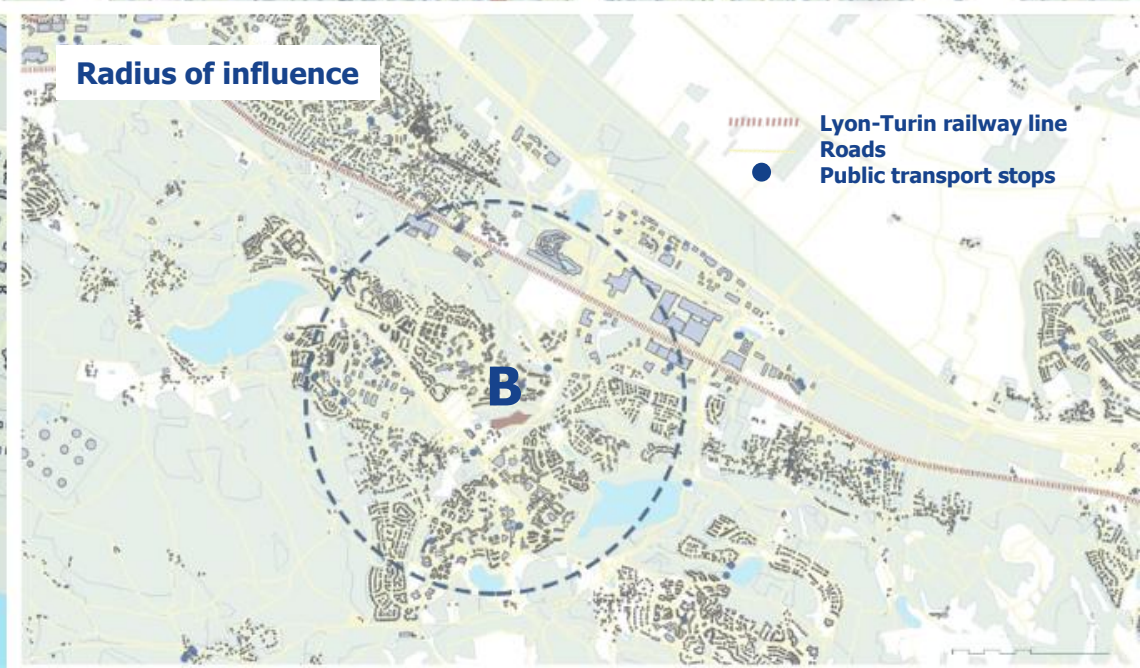 Radius of influence
Lyon-Turin railway line
Roads
Public transport stops
B